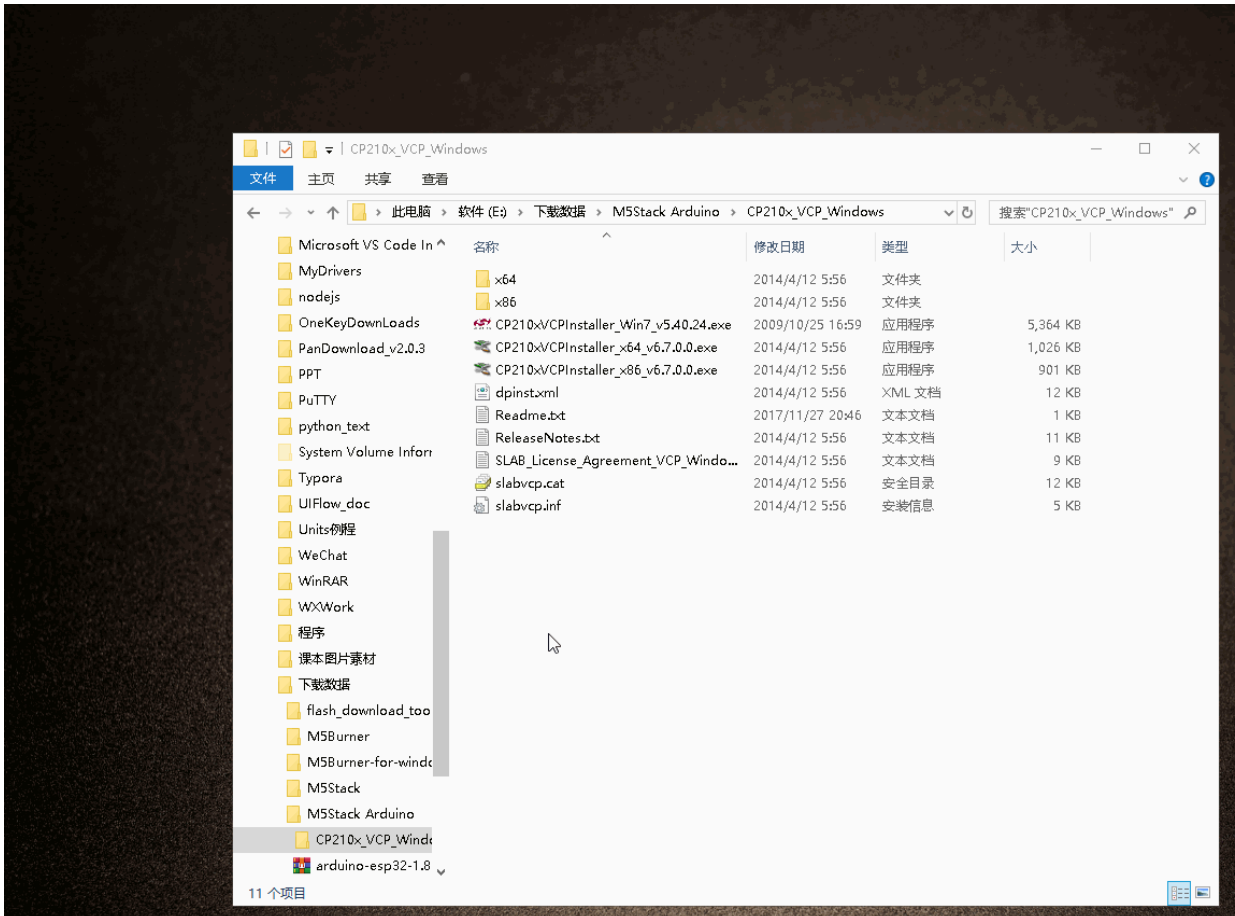 CP210x_VCP_Windows
文件 主页 共享 查看
此电脑 › 软件 (E:) › 下载数据 › M5Stack Arduino › CP210x_VCP_Windows 搜索"CP210x_VCP_Windows"
Microsoft VS Code In
MyDrivers
nodejs
OneKeyDownLoads
PanDownload_v2.0.3
PPT
PuTTY
python_text
System Volume Inforr
Typora
UIFlow_doc
Units例程
WeChat
WinRAR
WXWork
程序
课本图片素材
下载数据
flash_download_too
M5Burner
M5Burner-for-windc
M5Stack
M5Stack Arduino
CP210x_VCP_Windc
arduino-esp32-1.8
名称 修改日期 类型 大小
x64 2014/4/12 5:56 文件夹
x86 2014/4/12 5:56 文件夹
CP210xVCPInstaller_Win7_v5.40.24.exe 2009/10/25 16:59 应用程序 5,364 KB
CP210xVCPInstaller_x64_v6.7.0.0.exe 2014/4/12 5:56 应用程序 1,026 KB
CP210xVCPInstaller_x86_v6.7.0.0.exe 2014/4/12 5:56 应用程序 901 KB
dpinst.xml 2014/4/12 5:56 XML 文档 12 KB
Readme.txt 2017/11/27 20:46 文本文档 1 KB
ReleaseNotes.txt 2014/4/12 5:56 文本文档 11 KB
SLAB_License_Agreement_VCP_Windo... 2014/4/12 5:56 文本文档 9 KB
slabvcp.cat 2014/4/12 5:56 安全目录 12 KB
slabvcp.inf 2014/4/12 5:56 安装信息 5 KB
11 个项目